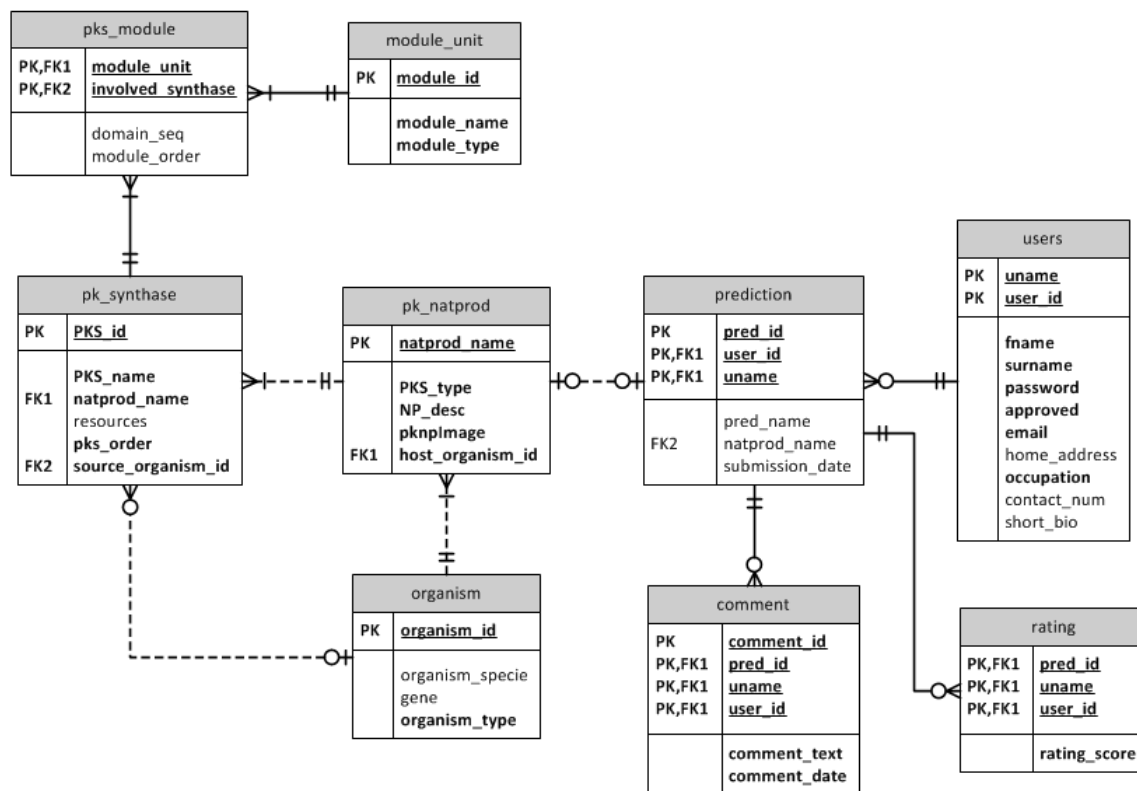 pks_module
PK,FK1 module_unit
PK,FK2 involved_synthase
domain_seq
module_order
module_unit
PK module_id
module_name
module_type
pk_synthase
PK PKS_id
PKS_name
FK1 natprod_name
resources
pks_order
FK2 source_organism_id
pk_natprod
PK natprod_name
PKS_type
NP_desc
pknpImage
FK1 host_organism_id
prediction
PK pred_id
PK,FK1 user_id
PK,FK1 uname
pred_name
FK2 natprod_name
submission_date
users
PK uname
PK user_id
fname
surname
password
approved
email
home_address
occupation
contact_num
short_bio
organism
PK organism_id
organism_specie
gene
organism_type
comment
PK comment_id
PK,FK1 pred_id
PK,FK1 uname
PK,FK1 user_id
comment_text
comment_date
rating
PK,FK1 pred_id
PK,FK1 uname
PK,FK1 user_id
rating_score